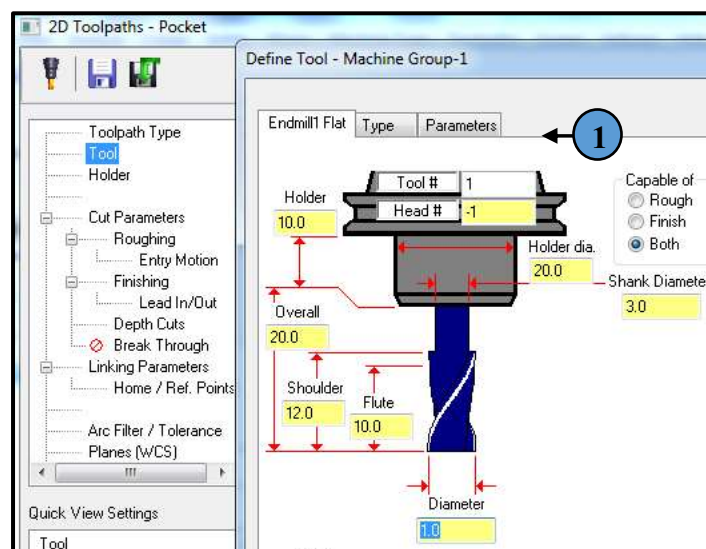 2D Toolpaths - Pocket
Define Tool - Machine Group-1
Toolpath Type
Tool
Holder
Cut Parameters
Roughing
Entry Motion
Finishing
Lead In/Out
Depth Cuts
Break Through
Linking Parameters
Home / Ref. Points
Arc Filter / Tolerance
Planes (WCS)
Quick View Settings
Tool
Endmill1 Flat
Type
Parameters
1
Tool # 1
Head # -1
Holder
10.0
Capable of
Rough
Finish
Both
Holder dia.
20.0
Shank Diamete
3.0
Overall
20.0
Shoulder
12.0
Flute
10.0
Diameter
1.0